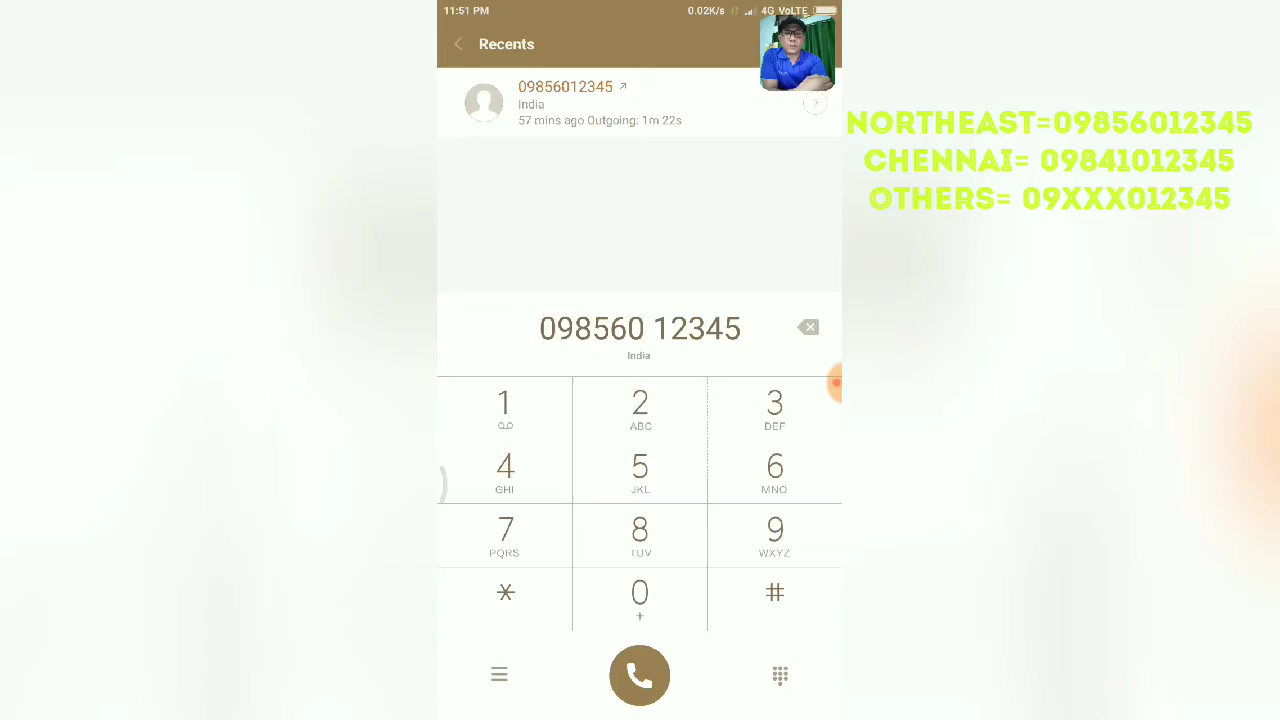 11:51 PM
0.02K/s
4G VoLTE
Recents
09856012345
India
57 mins ago Outgoing: 1m 22s
NORTHEAST=09856012345
CHENNAI= 09841012345
OTHERS= 09XXX012345
098560 12345
India
1
2
ABC
3
DEF
4
GHI
5
JKL
6
MNO
7
PQRS
8
TUV
9
WXYZ
*
0
+
#